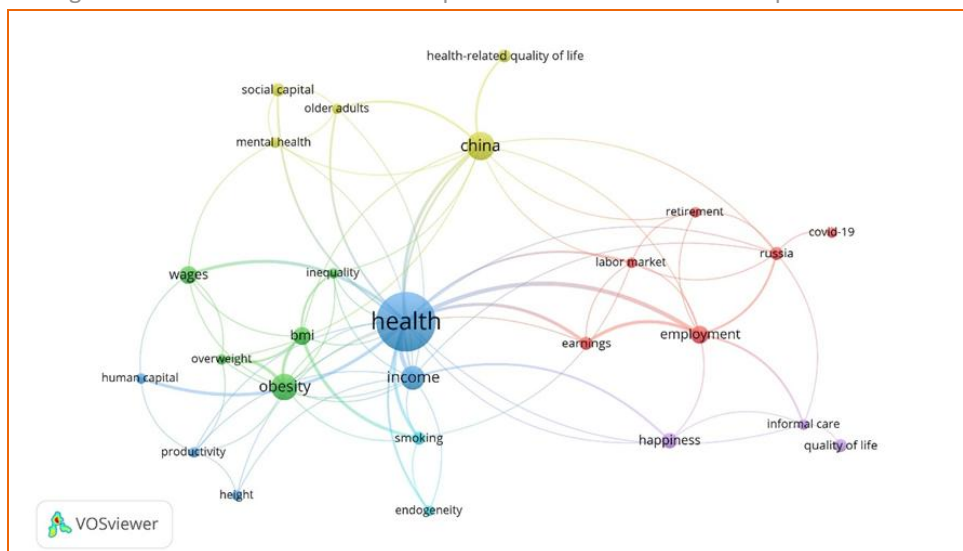 health-related quality of life
social capital
older adults
mental health
china
retirement
covid-19
russia
labor market
wages
inequality
health
bmi
employment
earnings
overweight
human capital
obesity
income
smoking
happiness
informal care
quality of life
productivity
height
endogeneity
VOSviewer